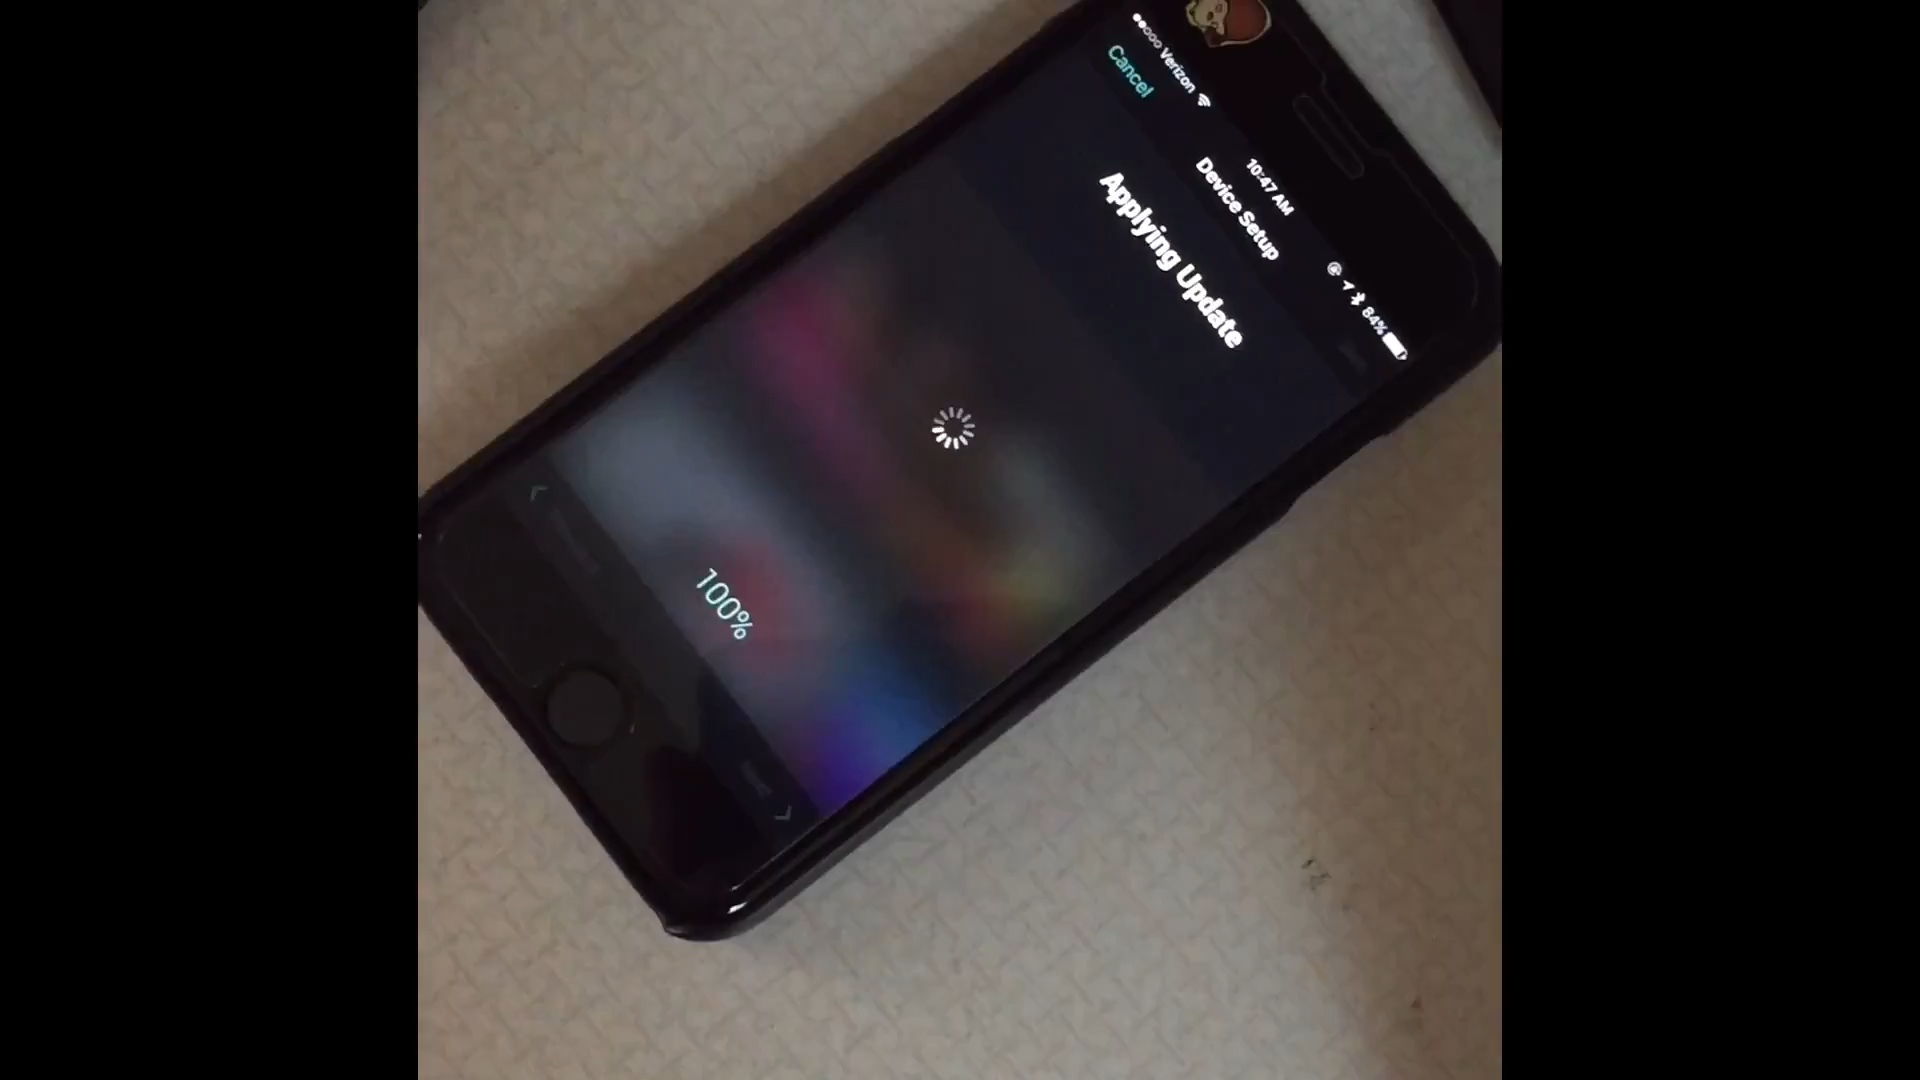 Verizon
10:47 AM
84%
Cancel
Device Setup
Applying Update
100%